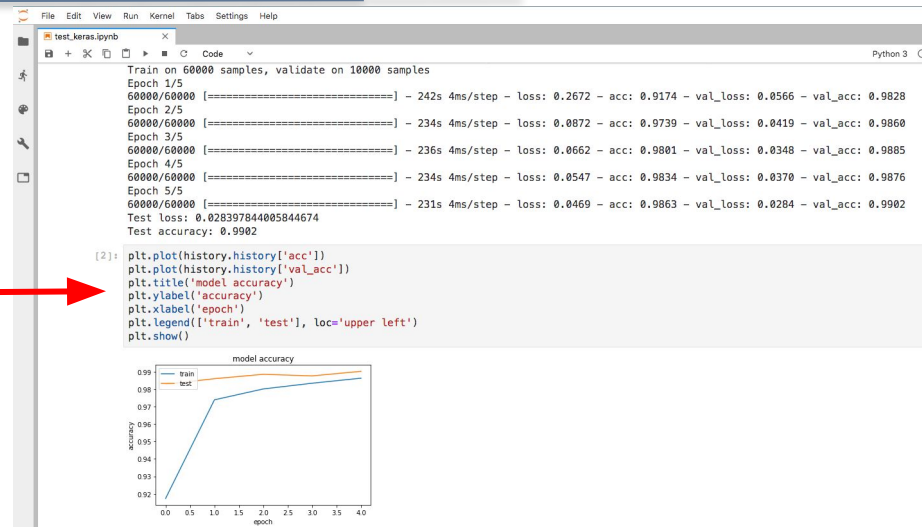 File Edit View Run Kernel Tabs Settings Help
test_keras.ipynb ×
Code Python 3
Train on 60000 samples, validate on 10000 samples
Epoch 1/5
60000/60000 [==============================] - 242s 4ms/step - loss: 0.2672 - acc: 0.9174 - val_loss: 0.0566 - val_acc: 0.9828
Epoch 2/5
60000/60000 [==============================] - 234s 4ms/step - loss: 0.0872 - acc: 0.9739 - val_loss: 0.0419 - val_acc: 0.9860
Epoch 3/5
60000/60000 [==============================] - 236s 4ms/step - loss: 0.0662 - acc: 0.9801 - val_loss: 0.0348 - val_acc: 0.9885
Epoch 4/5
60000/60000 [==============================] - 234s 4ms/step - loss: 0.0547 - acc: 0.9834 - val_loss: 0.0370 - val_acc: 0.9876
Epoch 5/5
60000/60000 [==============================] - 231s 4ms/step - loss: 0.0469 - acc: 0.9863 - val_loss: 0.0284 - val_acc: 0.9902
Test loss: 0.028397844005844674
Test accuracy: 0.9902
[2]: plt.plot(history.history['acc'])
plt.plot(history.history['val_acc'])
plt.title('model accuracy')
plt.ylabel('accuracy')
plt.xlabel('epoch')
plt.legend(['train', 'test'], loc='upper left')
plt.show()
model accuracy
train
test
0.99
0.98
0.97
0.96
0.95
0.94
0.93
0.92
accuracy
0.0 0.5 1.0 1.5 2.0 2.5 3.0 3.5 4.0
epoch